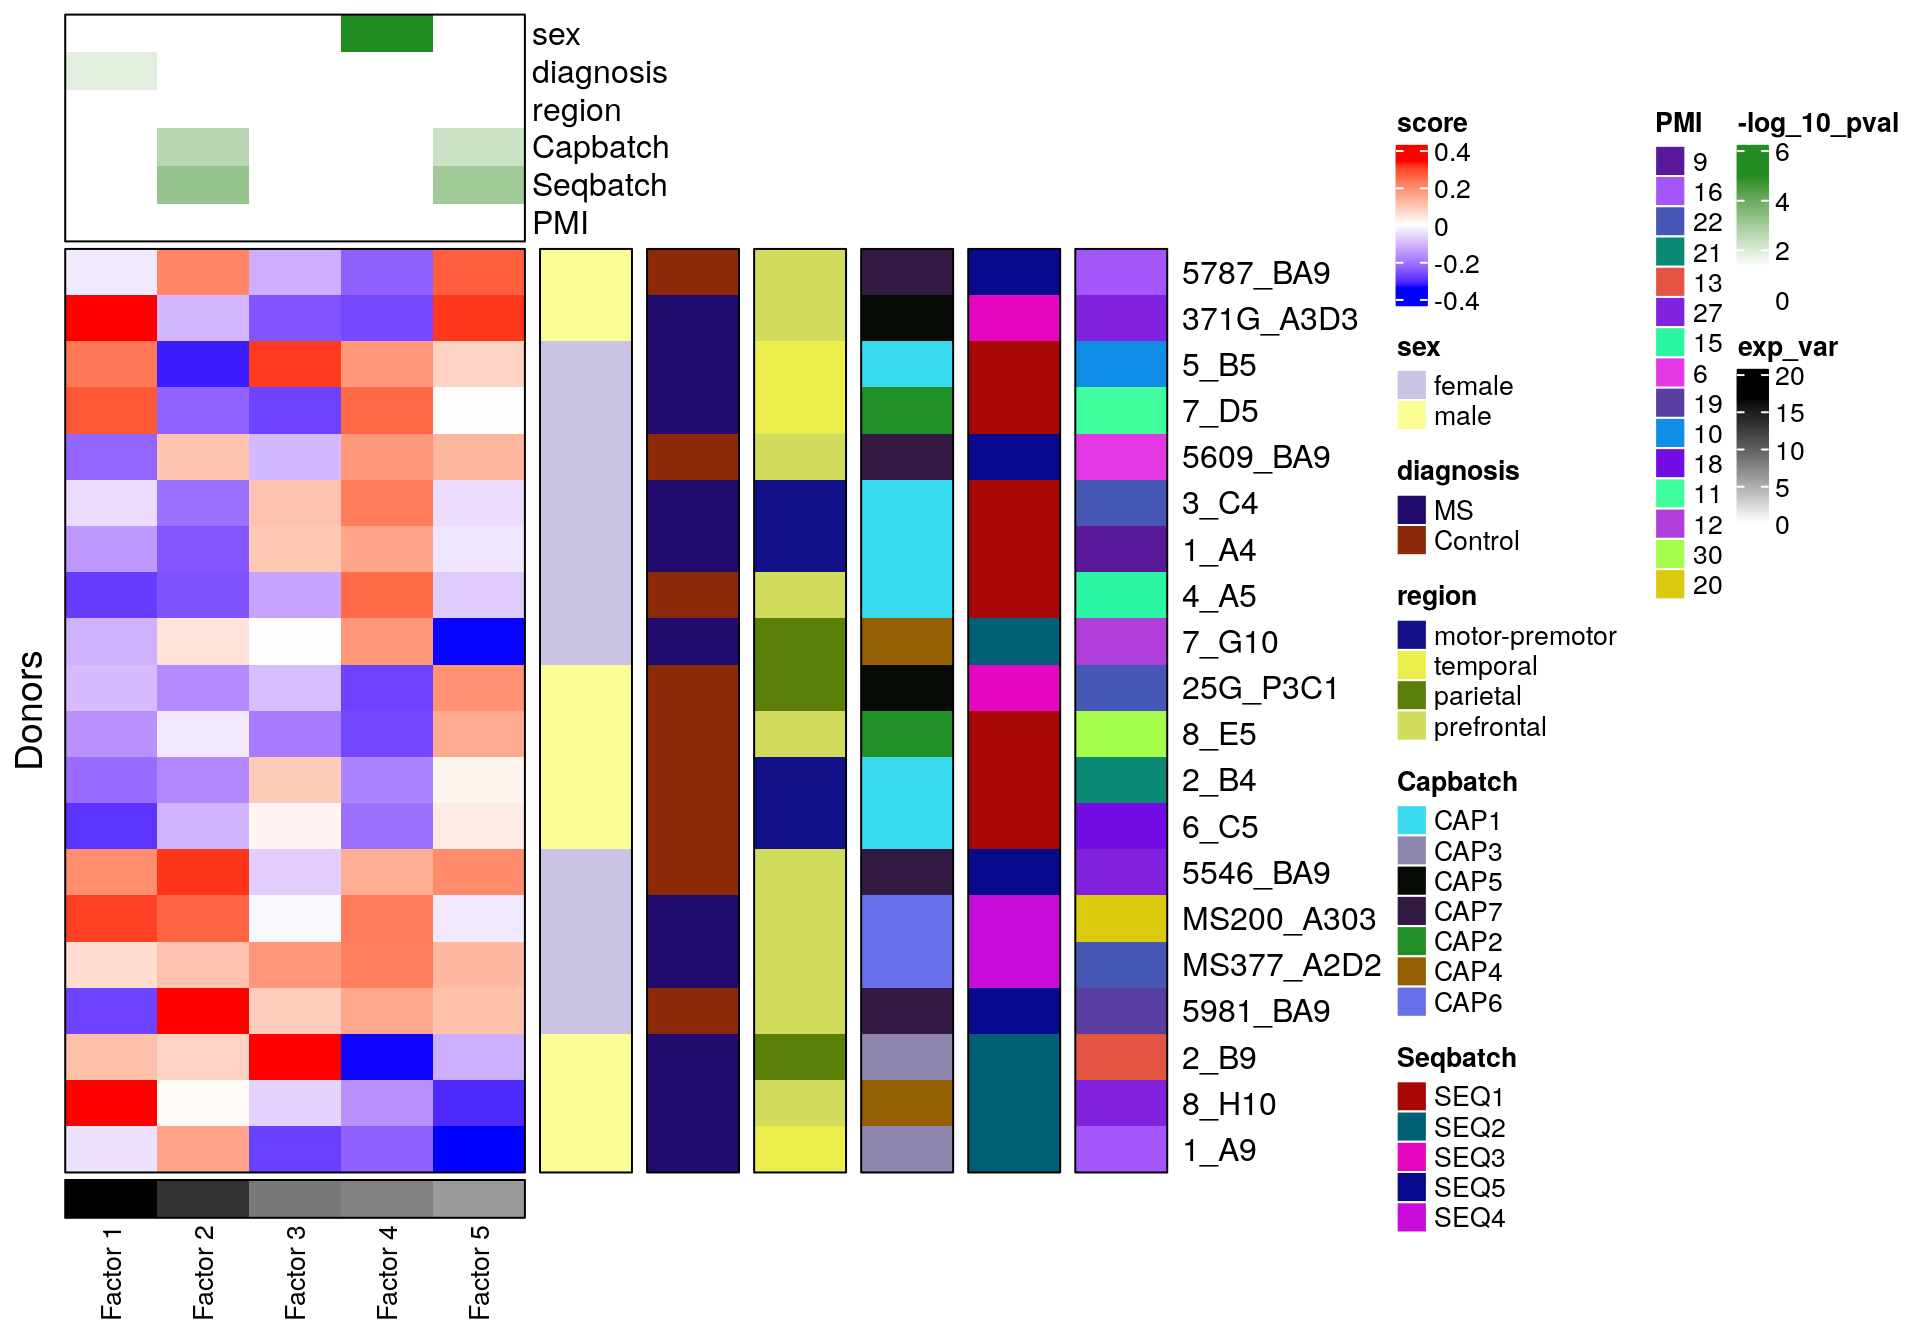 sex
diagnosis
region
Capbatch
Seqbatch
PMI
Donors
5787_BA9
371G_A3D3
5_B5
7_D5
5609_BA9
3_C4
1_A4
4_A5
7_G10
25G_P3C1
8_E5
2_B4
6_C5
5546_BA9
MS200_A303
MS377_A2D2
5981_BA9
2_B9
8_H10
1_A9
Factor 1
Factor 2
Factor 3
Factor 4
Factor 5
score
0.4
0.2
0
-0.2
-0.4
sex
female
male
diagnosis
MS
Control
region
motor-premotor
temporal
parietal
prefrontal
Capbatch
CAP1
CAP3
CAP5
CAP7
CAP2
CAP4
CAP6
Seqbatch
SEQ1
SEQ2
SEQ3
SEQ5
SEQ4
PMI
9
16
22
21
13
27
15
6
19
10
18
11
12
30
20
-log_10_pval
6
4
2
0
exp_var
20
15
10
5
0